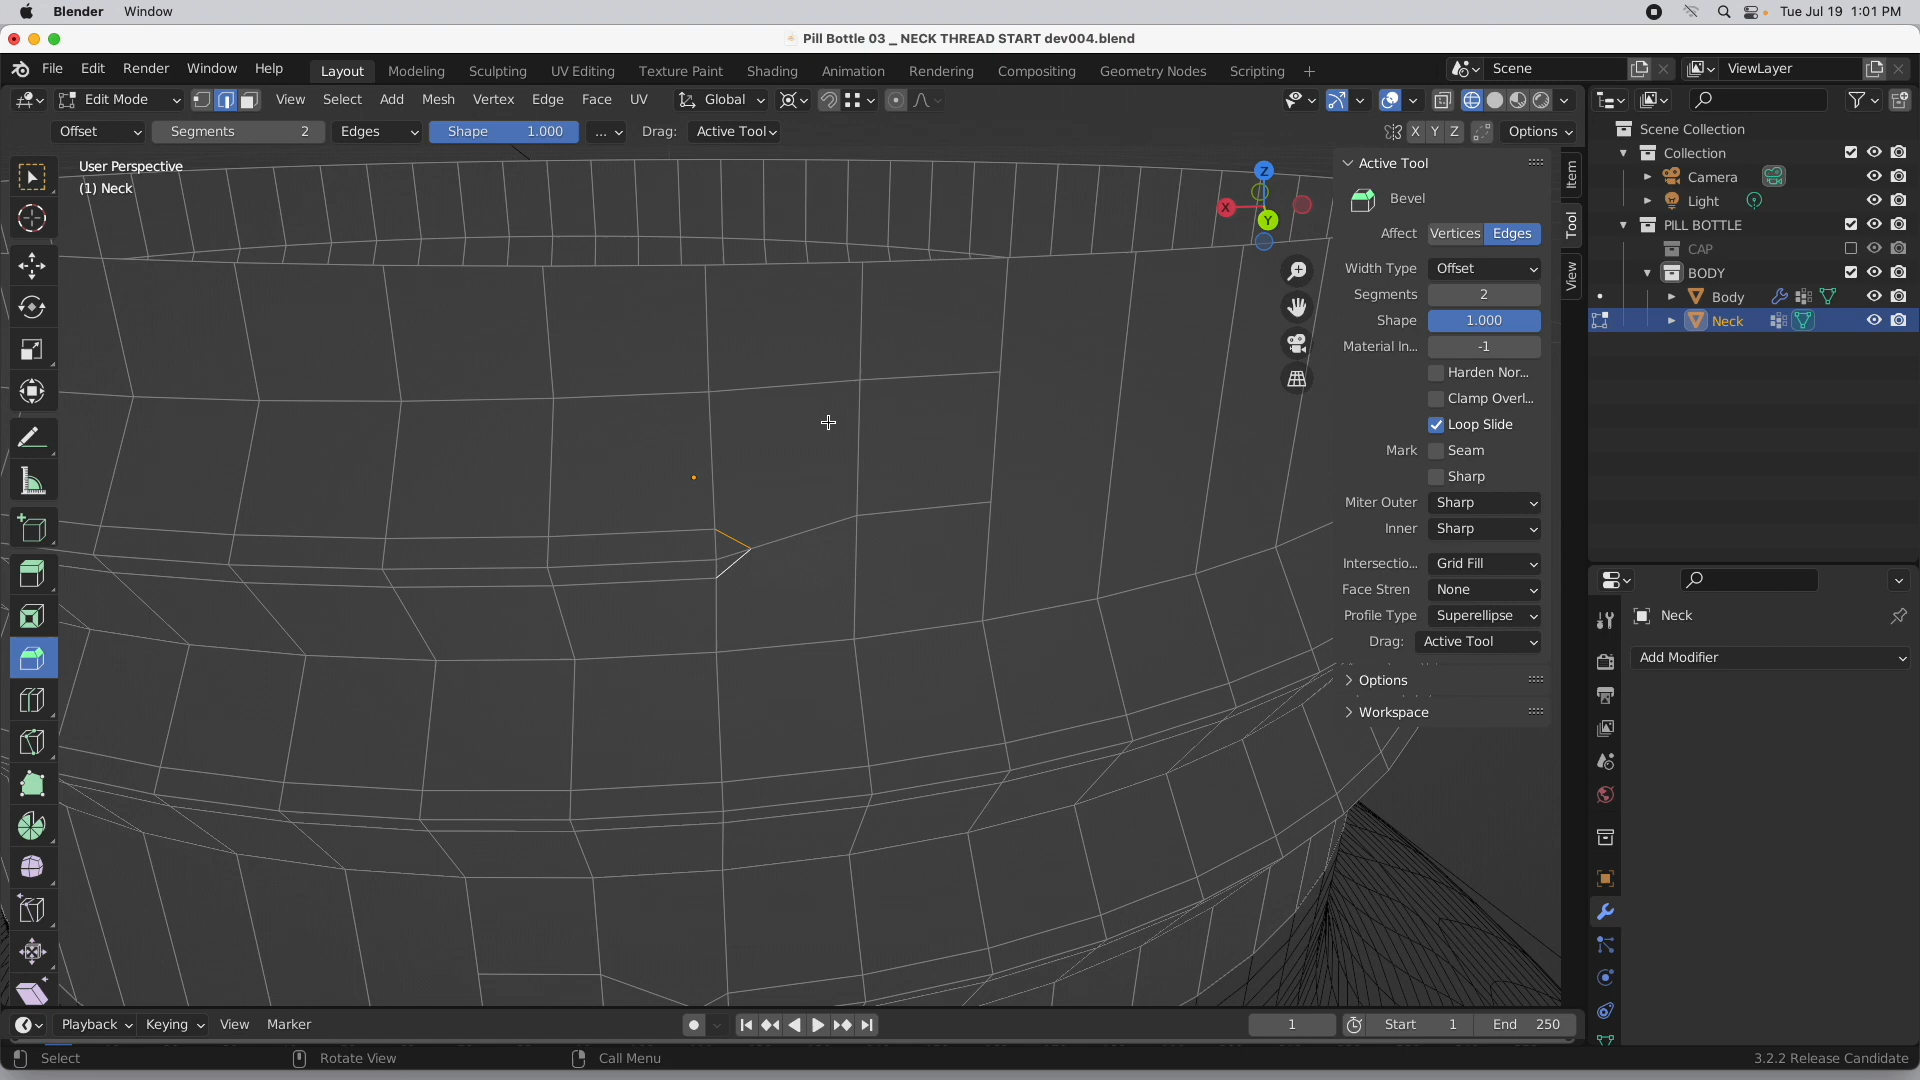 Blender Window Tue Jul 19 1:01 PM
Pill Bottle 03 _ NECK THREAD START dev004.blend
File Edit Render Window Help Layout Modeling Sculpting UV Editing Texture Paint Shading Animation Rendering Compositing Geometry Nodes Scripting + Scene ViewLayer
Edit Mode View Select Add Mesh Vertex Edge Face UV Global
Offset Segments 2 Edges Shape 1.000 ... Drag: Active Tool X Y Z Options
User Perspective
(1) Neck
Z
X
Y
Active Tool
Bevel
Affect Vertices Edges
Width Type Offset
Segments 2
Shape 1.000
Material In... -1
Harden Nor...
Clamp Overl...
Loop Slide
Mark Seam
Sharp
Miter Outer Sharp
Inner Sharp
Intersectio... Grid Fill
Face Stren None
Profile Type Superellipse
Drag: Active Tool
Options
Workspace
Item
Tool
View
Scene Collection
Collection
Camera
Light
PILL BOTTLE
CAP
BODY
Body
Neck
Neck
Add Modifier
Playback Keying View Marker 1 Start 1 End 250
Select Rotate View Call Menu 3.2.2 Release Candidate